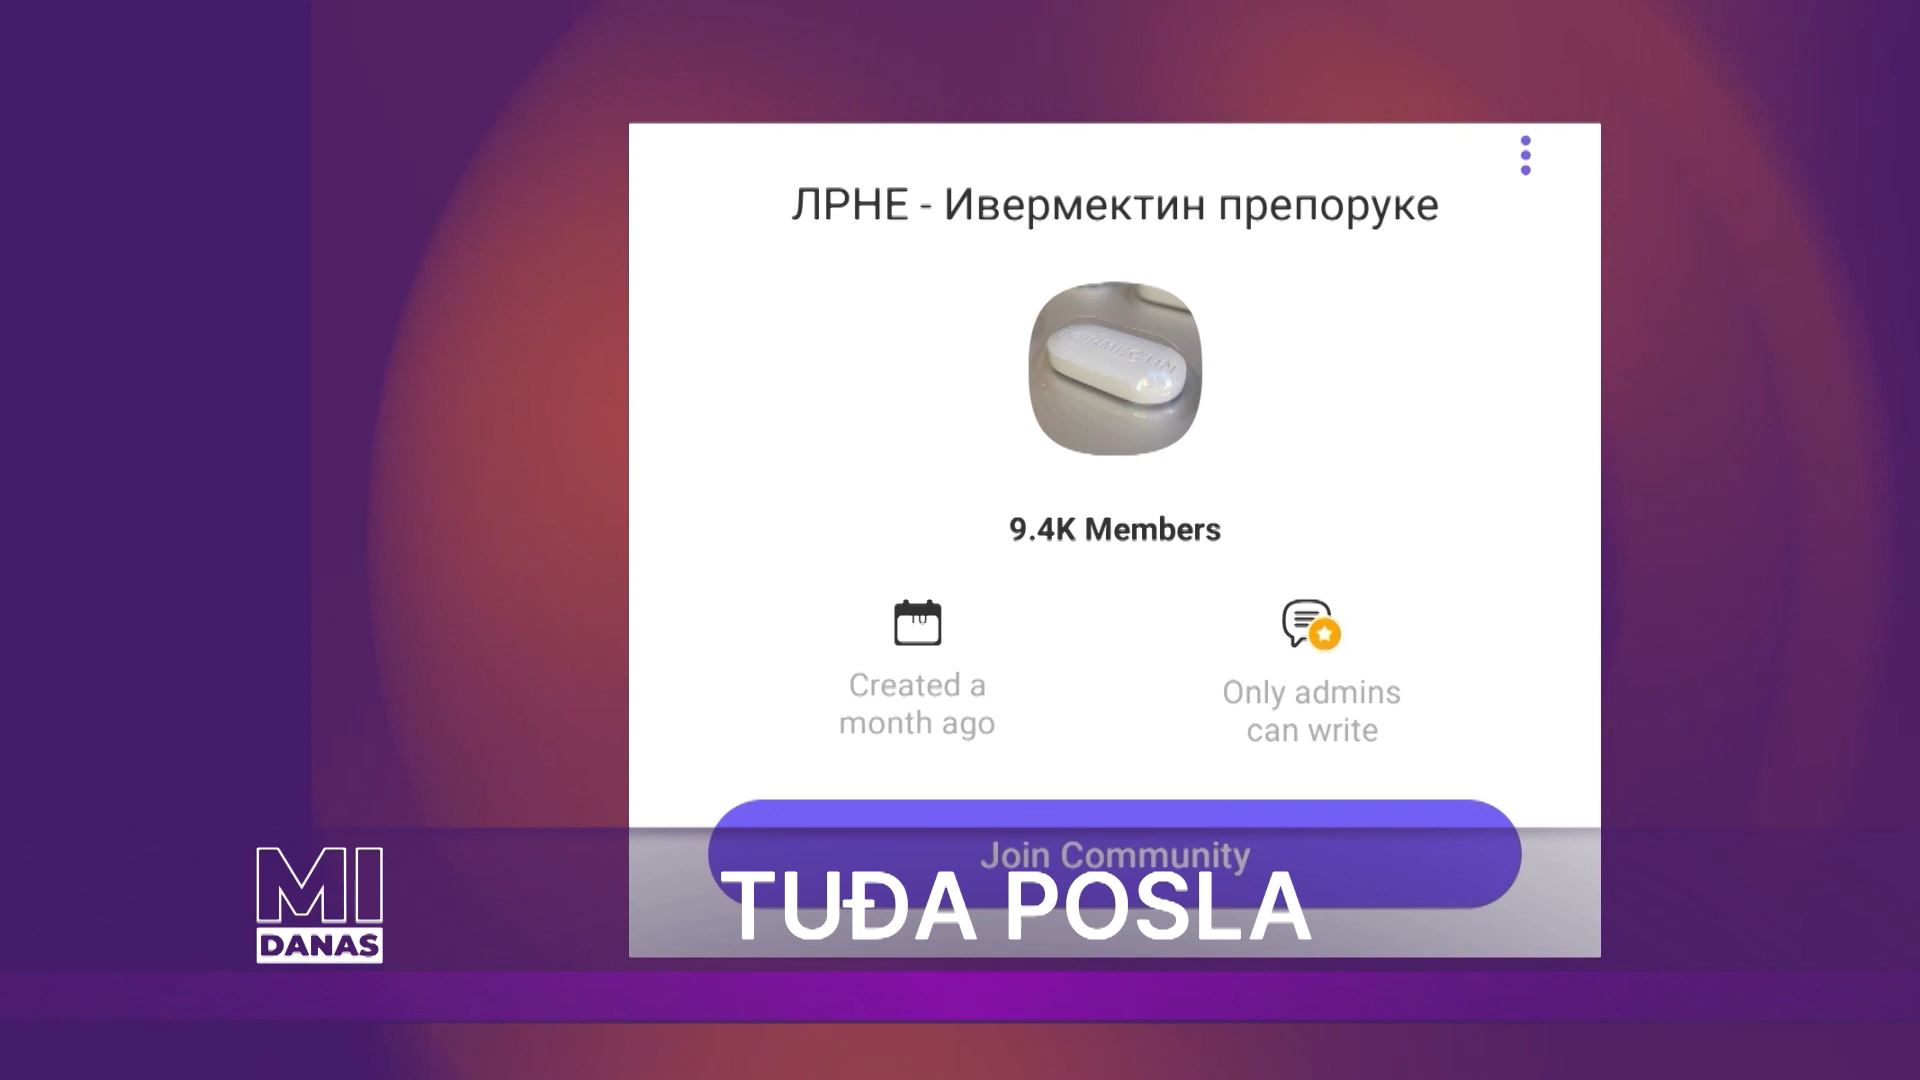 ЛРНЕ - Ивермектин препоруке
9.4K Members
Created a
month ago
Only admins
can write
Join Community
TUĐA POSLA
MI
DANAS